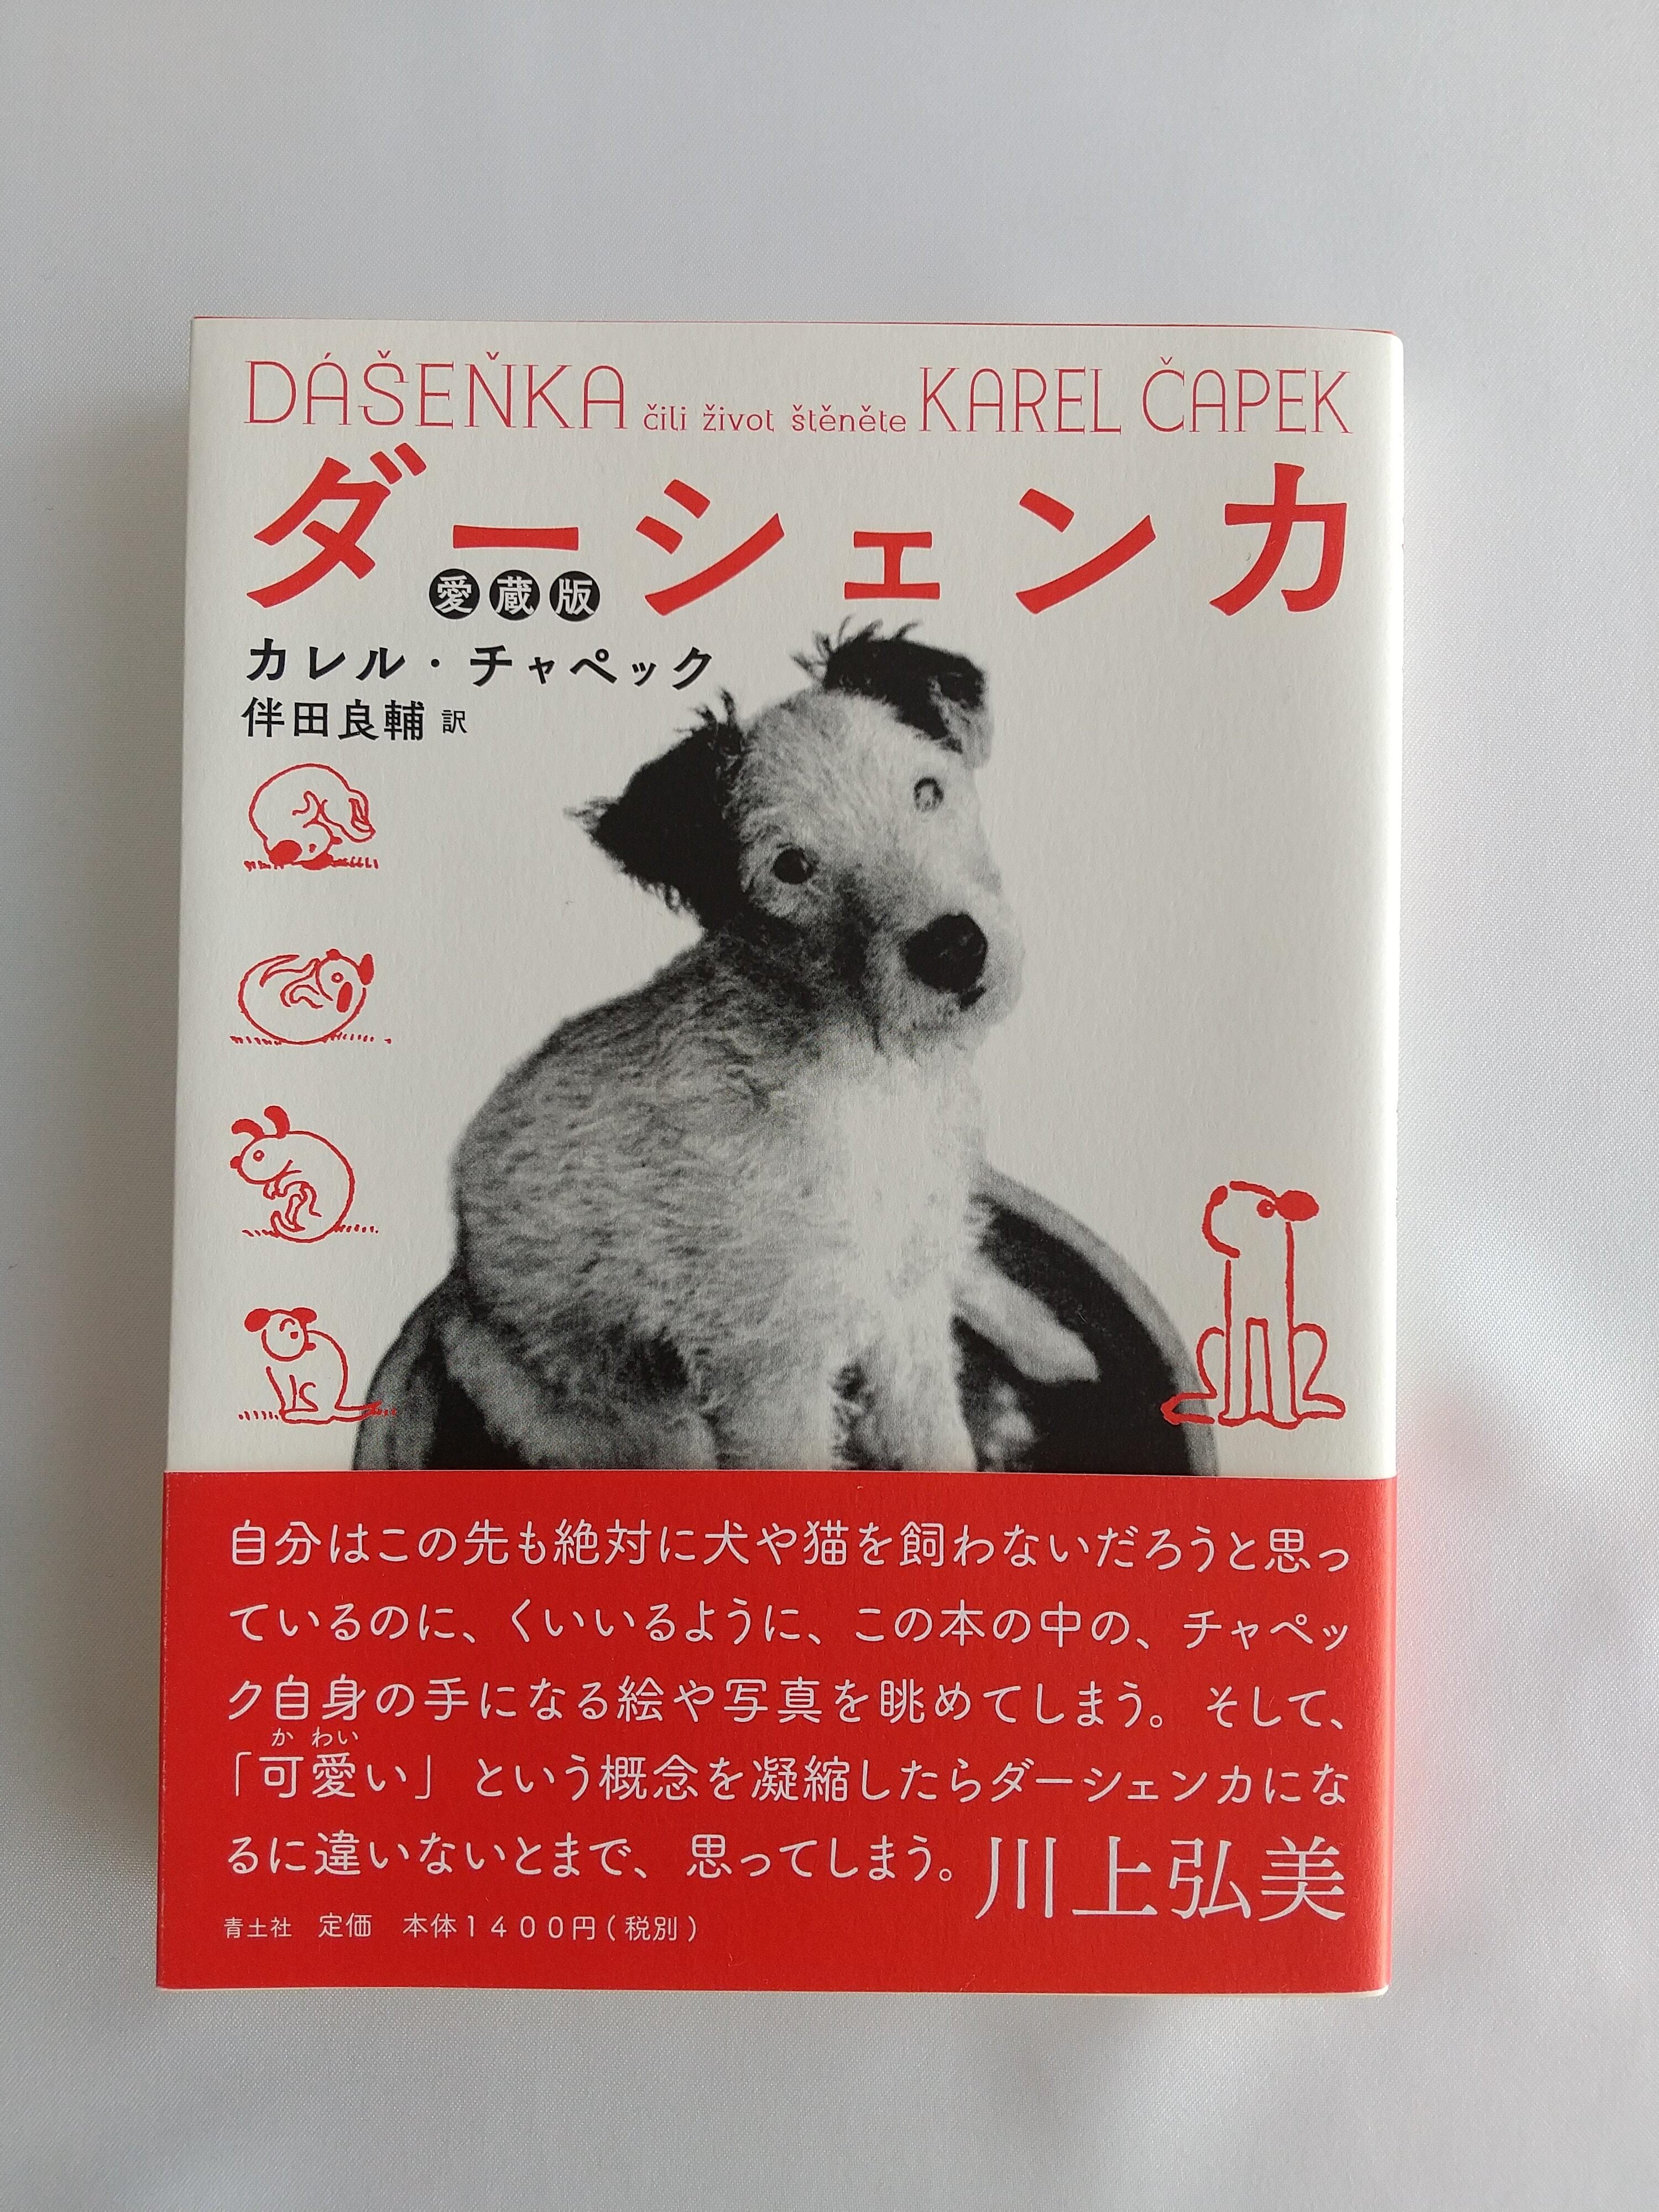 DÁŠEŇKA čili život štěněte KAREL ČAPEK
ダーシェンカ
愛蔵版
カレル・チャペック
伴田良輔 訳
自分はこの先も絶対に犬や猫を飼わないだろうと思っ
ているのに、くいいるように、この本の中の、チャペッ
ク自身の手になる絵や写真を眺めてしまう。そして、
かわい
「可愛い」という概念を凝縮したらダーシェンカにな
るに違いないとまで、思ってしまう。川上弘美
青土社 定価 本体1400円(税別)